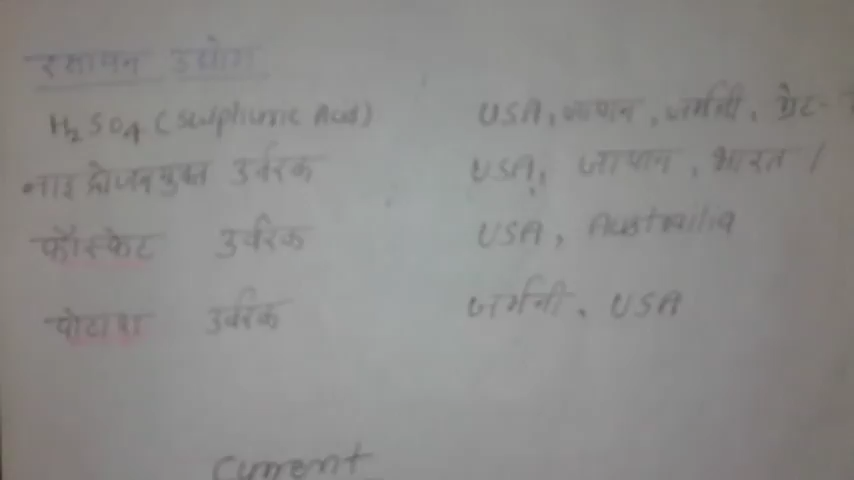 रसायन उद्योग
H2SO4 (Sulphuric Acid) USA, जापान, जर्मनी, ग्रेट-
नाइट्रोजनयुक्त उर्वरक USA, जापान, भारत /
फॉस्फेट उर्वरक USA, Austrailia
पोटाश उर्वरक जर्मनी, USA
Current